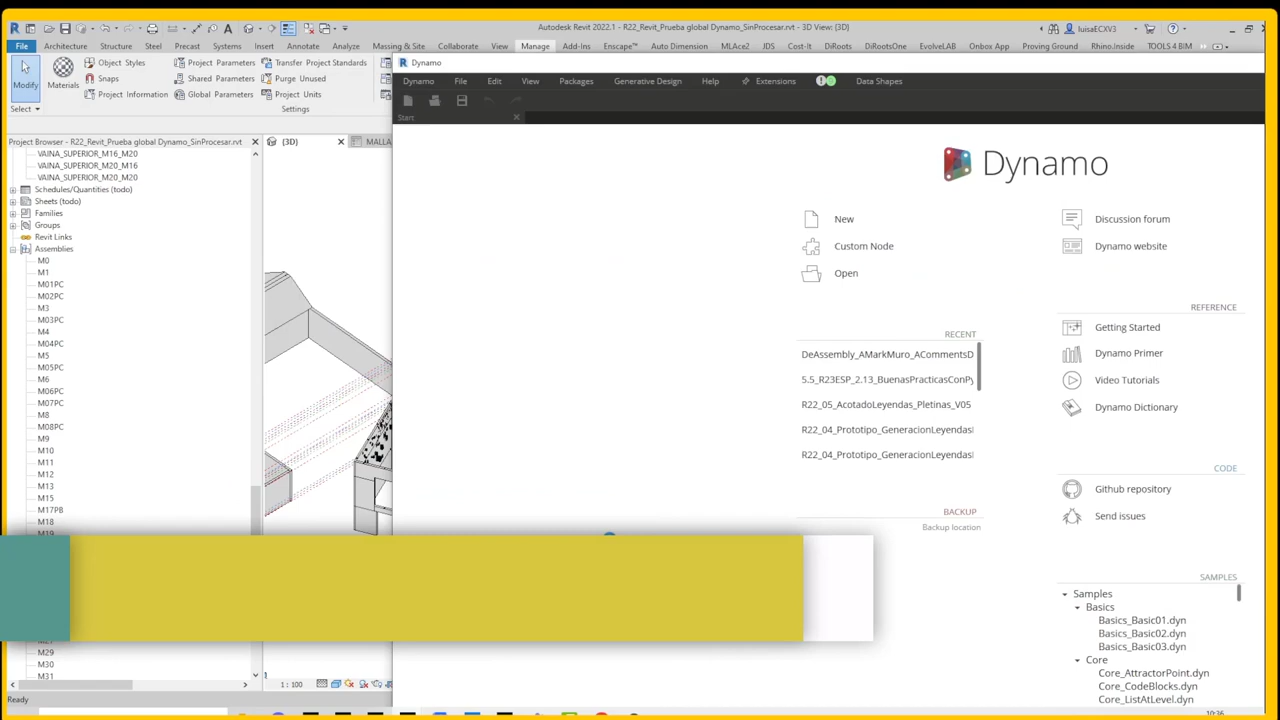 Autodesk Revit 2022.1 - R22_Revit_Prueba global Dynamo_SinProcesar.rvt - 3D View: {3D}
luisaECXV3
File Architecture Structure Steel Precast Systems Insert Annotate Analyze Massing & Site Collaborate View Manage Add-Ins Enscape™ Auto Dimension MLAce2 JDS Cost-It DiRoots DiRootsOne EvolveLAB Onbox App Proving Ground Rhino.Inside TOOLS 4 BIM
Modify
Materials
Object Styles
Snaps
Project Information
Project Parameters
Shared Parameters
Global Parameters
Transfer Project Standards
Purge Unused
Project Units
Select
Settings
Project Browser - R22_Revit_Prueba global Dynamo_SinProcesar.rvt
{3D}
MALLA
VAINA_SUPERIOR_M16_M20
VAINA_SUPERIOR_M20_M16
VAINA_SUPERIOR_M20_M20
Schedules/Quantities (todo)
Sheets (todo)
Families
Groups
Revit Links
Assemblies
M0
M1
M01PC
M02PC
M3
M03PC
M4
M04PC
M5
M05PC
M6
M06PC
M07PC
M8
M08PC
M9
M10
M11
M12
M13
M15
M17PB
M18
M29
M30
M31
1 : 100
Ready
Dynamo
Dynamo File Edit View Packages Generative Design Help Extensions Data Shapes
Start
Dynamo
New
Custom Node
Open
RECENT
DeAssembly_AMarkMuro_ACommentsD
5.5_R23ESP_2.13_BuenasPracticasConPy
R22_05_AcotadoLeyendas_Pletinas_V05
R22_04_Prototipo_GeneracionLeyendas
R22_04_Prototipo_GeneracionLeyendas
BACKUP
Backup location
Discussion forum
Dynamo website
REFERENCE
Getting Started
Dynamo Primer
Video Tutorials
Dynamo Dictionary
CODE
Github repository
Send issues
SAMPLES
Samples
Basics
Basics_Basic01.dyn
Basics_Basic02.dyn
Basics_Basic03.dyn
Core
Core_AttractorPoint.dyn
Core_CodeBlocks.dyn
Core_ListAtLevel.dyn
10:36